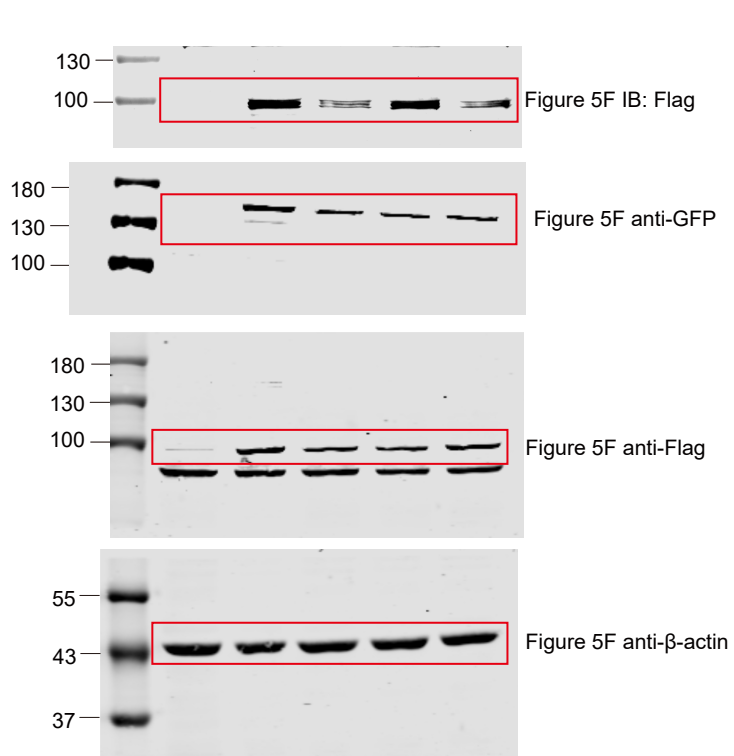 130
100
Figure 5F IB: Flag
180
130
100
Figure 5F anti-GFP
180
130
100
Figure 5F anti-Flag
55
43
37
Figure 5F anti-β-actin